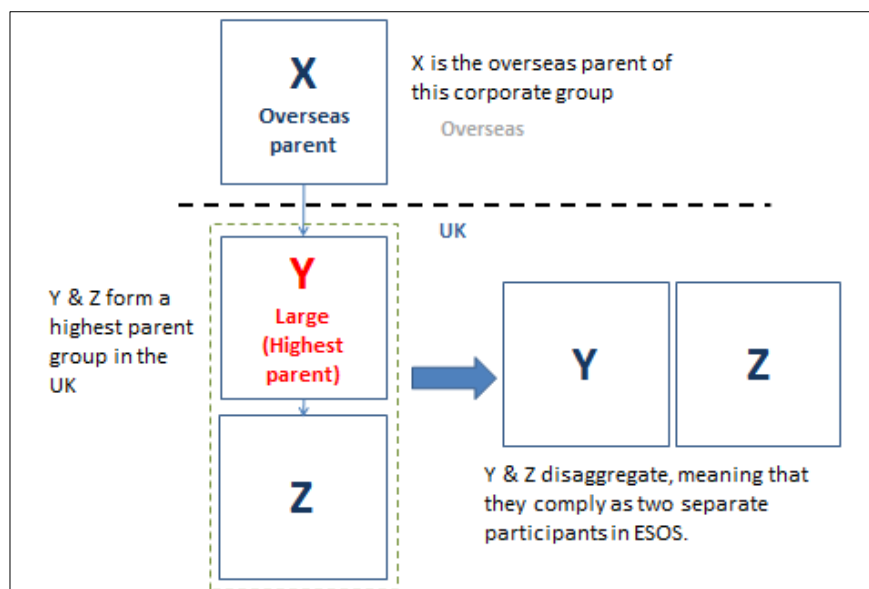 X
Overseas
parent
X is the overseas parent of
this corporate group
Overseas
UK
Y & Z form a
highest parent
group in the
UK
Y
Large
(Highest
parent)
Z
Y
Z
Y & Z disaggregate, meaning that
they comply as two separate
participants in ESOS.